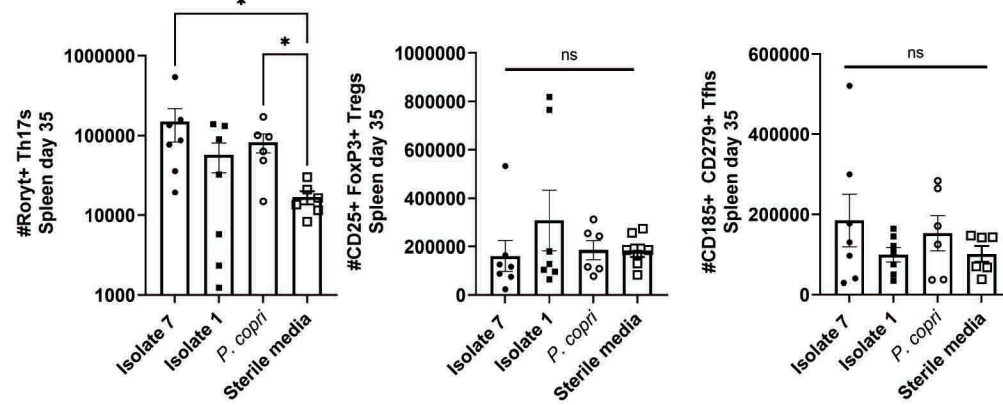 *
*
#Rorγt+ Th17s
Spleen day 35
1000000
100000
10000
1000
Isolate 7
Isolate 1
P. copri
Sterile media
#CD25+ FoxP3+ Tregs
Spleen day 35
1000000
800000
600000
400000
200000
0
ns
Isolate 7
Isolate 1
P. copri
Sterile media
#CD185+ CD279+ Tfhs
Spleen day 35
600000
400000
200000
0
ns
Isolate 7
Isolate 1
P. copri
Sterile media